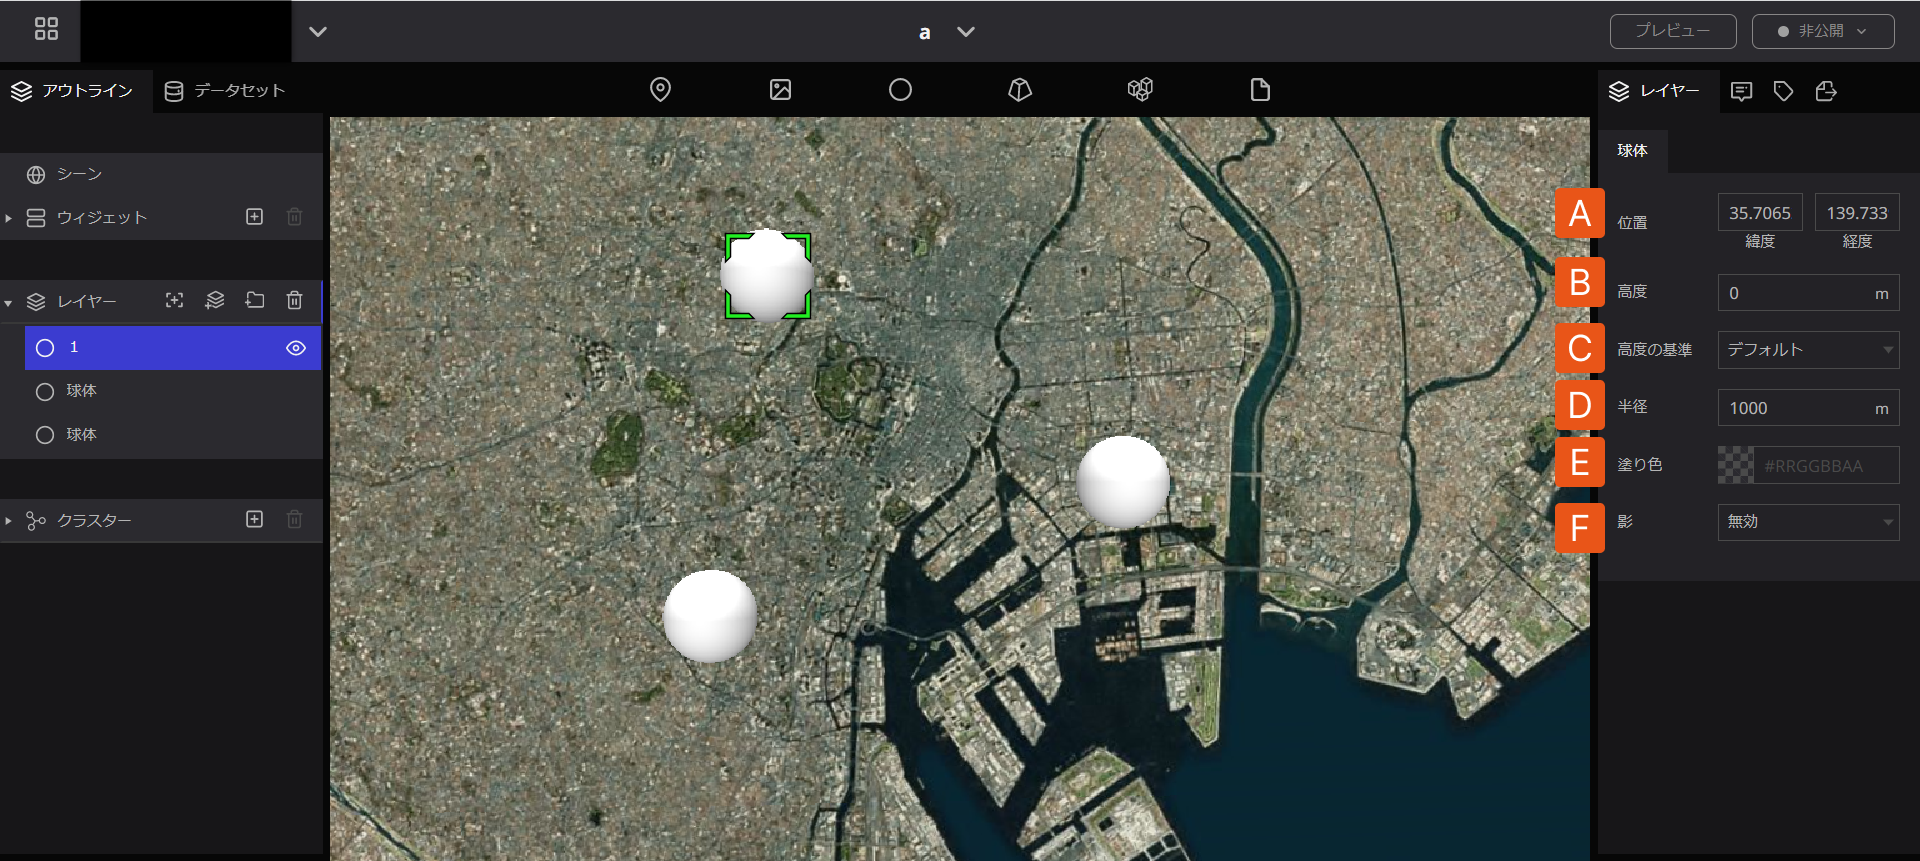 a
プレビュー
非公開
アウトライン
データセット
シーン
ウィジェット
レイヤー
1
球体
球体
クラスター
レイヤー
球体
A 位置 35.7065 139.733
緯度 経度
B 高度 0 m
C 高度の基準 デフォルト
D 半径 1000 m
E 塗り色 #RRGGBBAA
F 影 無効